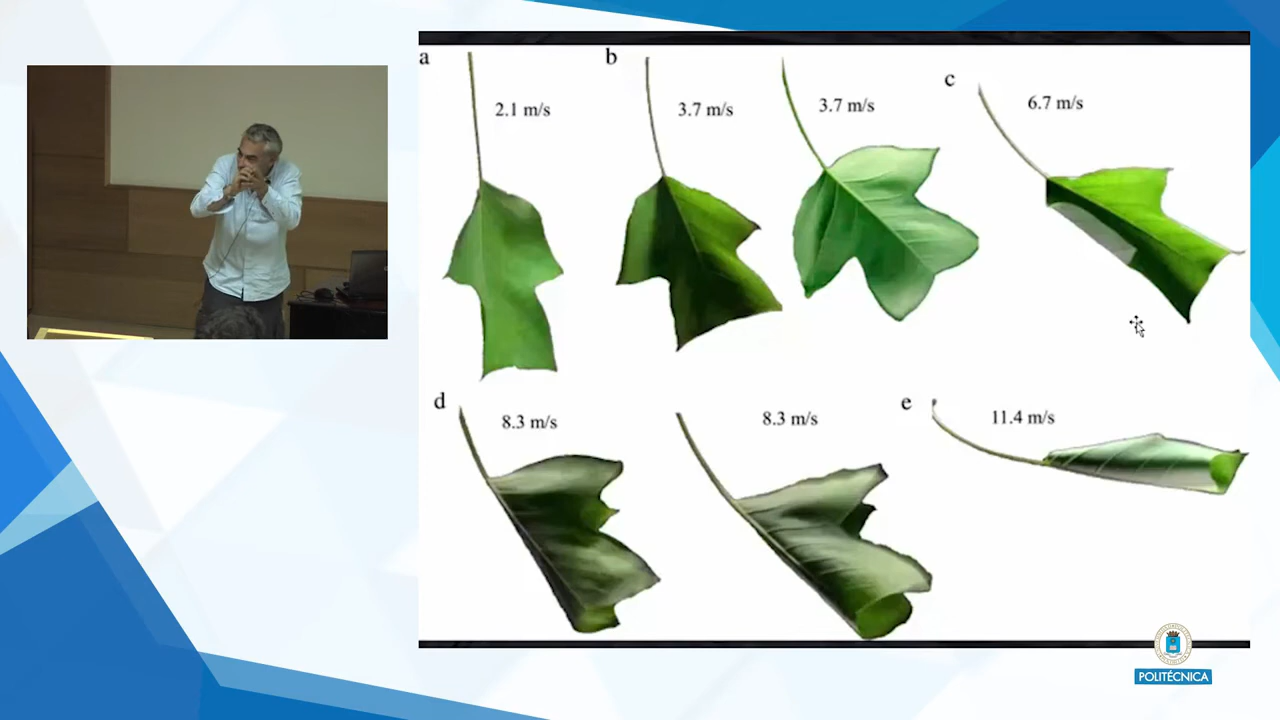 a
2.1 m/s
b
3.7 m/s
3.7 m/s
c
6.7 m/s
d
8.3 m/s
8.3 m/s
e
11.4 m/s
POLITÉCNICA